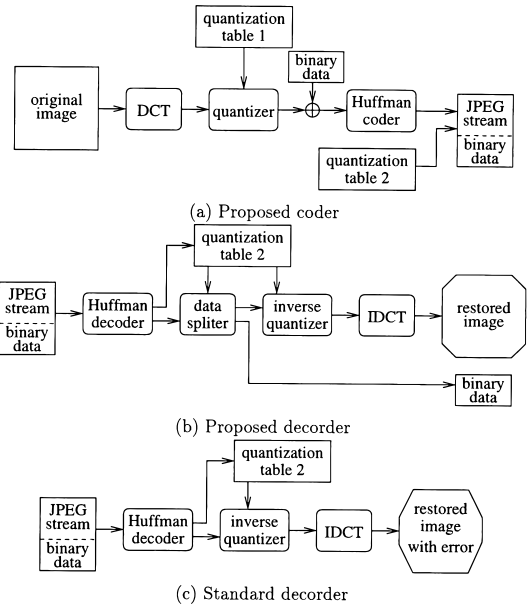 quantization
table 1
binary
data
original
image
DCT
quantizer
Huffman
coder
JPEG
stream
binary
data
quantization
table 2
(a) Proposed coder
quantization
table 2
JPEG
stream
binary
data
Huffman
decoder
data
spliter
inverse
quantizer
IDCT
restored
image
binary
data
(b) Proposed decorder
quantization
table 2
JPEG
stream
binary
data
Huffman
decoder
inverse
quantizer
IDCT
restored
image
with error
(c) Standard decorder